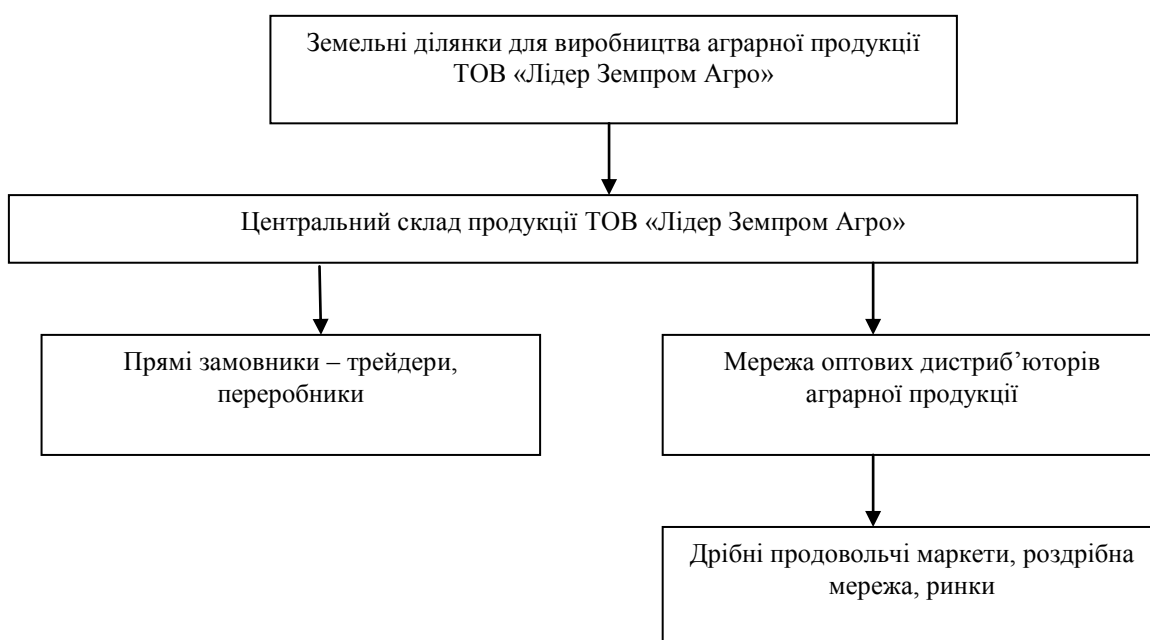 Земельні ділянки для виробництва аграрної продукції
ТОВ «Лідер Земпром Агро»
Центральний склад продукції ТОВ «Лідер Земпром Агро»
Прямі замовники – трейдери,
переробники
Мережа оптових дистриб’юторів
аграрної продукції
Дрібні продовольчі маркети, роздрібна
мережа, ринки